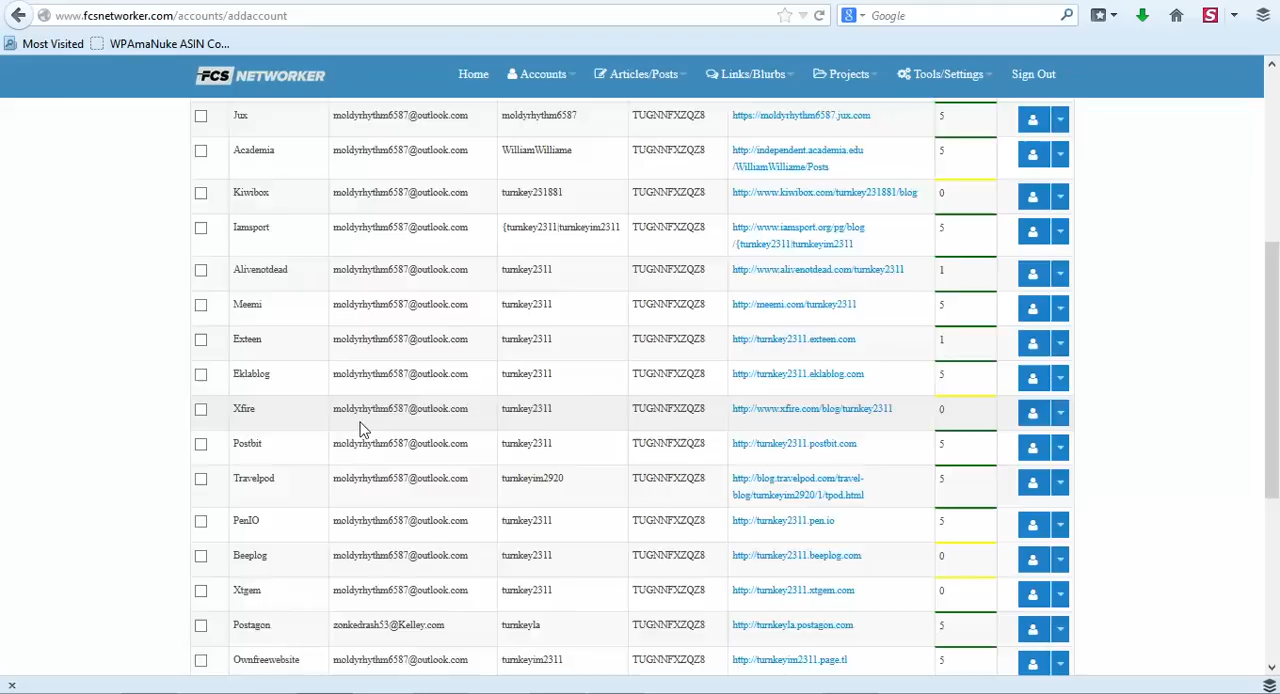 www.fcsnetworker.com/accounts/addaccount
Google
Most Visited WPAmaNuke ASIN Co...
FCS NETWORKER Home Accounts Articles/Posts Links/Blurbs Projects Tools/Settings Sign Out
Jux moldyrhythm6587@outlook.com moldyrhythm6587 TUGNNFXZQZ8 https://moldyrhythm6587.jux.com 5
Academia moldyrhythm6587@outlook.com WilliamWilliame TUGNNFXZQZ8 http://independent.academia.edu 5
/WilliamWilliame/Posts
Kiwibox moldyrhythm6587@outlook.com turnkey231881 TUGNNFXZQZ8 http://www.kiwibox.com/turnkey231881/blog 0
Iamsport moldyrhythm6587@outlook.com {turnkey2311|turnkeyim2311 TUGNNFXZQZ8 http://www.iamsport.org/pg/blog 5
/{turnkey2311|turnkeyim2311
Alivenotdead moldyrhythm6587@outlook.com turnkey2311 TUGNNFXZQZ8 http://www.alivenotdead.com/turnkey2311 1
Meemi moldyrhythm6587@outlook.com turnkey2311 TUGNNFXZQZ8 http://meemi.com/turnkey2311 5
Exteen moldyrhythm6587@outlook.com turnkey2311 TUGNNFXZQZ8 http://turnkey2311.exteen.com 1
Eklablog moldyrhythm6587@outlook.com turnkey2311 TUGNNFXZQZ8 http://turnkey2311.eklablog.com 5
Xfire moldyrhythm6587@outlook.com turnkey2311 TUGNNFXZQZ8 http://www.xfire.com/blog/turnkey2311 0
Postbit moldyrhythm6587@outlook.com turnkey2311 TUGNNFXZQZ8 http://turnkey2311.postbit.com 5
Travelpod moldyrhythm6587@outlook.com turnkeyim2920 TUGNNFXZQZ8 http://blog.travelpod.com/travel- 5
blog/turnkeyim2920/1/tpod.html
PenIO moldyrhythm6587@outlook.com turnkey2311 TUGNNFXZQZ8 http://turnkey2311.pen.io 5
Beeplog moldyrhythm6587@outlook.com turnkey2311 TUGNNFXZQZ8 http://turnkey2311.beeplog.com 0
Xtgem moldyrhythm6587@outlook.com turnkey2311 TUGNNFXZQZ8 http://turnkey2311.xtgem.com 0
Postagon zonkedrash53@Kelley.com turnkeyla TUGNNFXZQZ8 http://turnkeyla.postagon.com 5
Ownfreewebsite moldyrhythm6587@outlook.com turnkeyim2311 TUGNNFXZQZ8 http://turnkeyim2311.page.tl 5